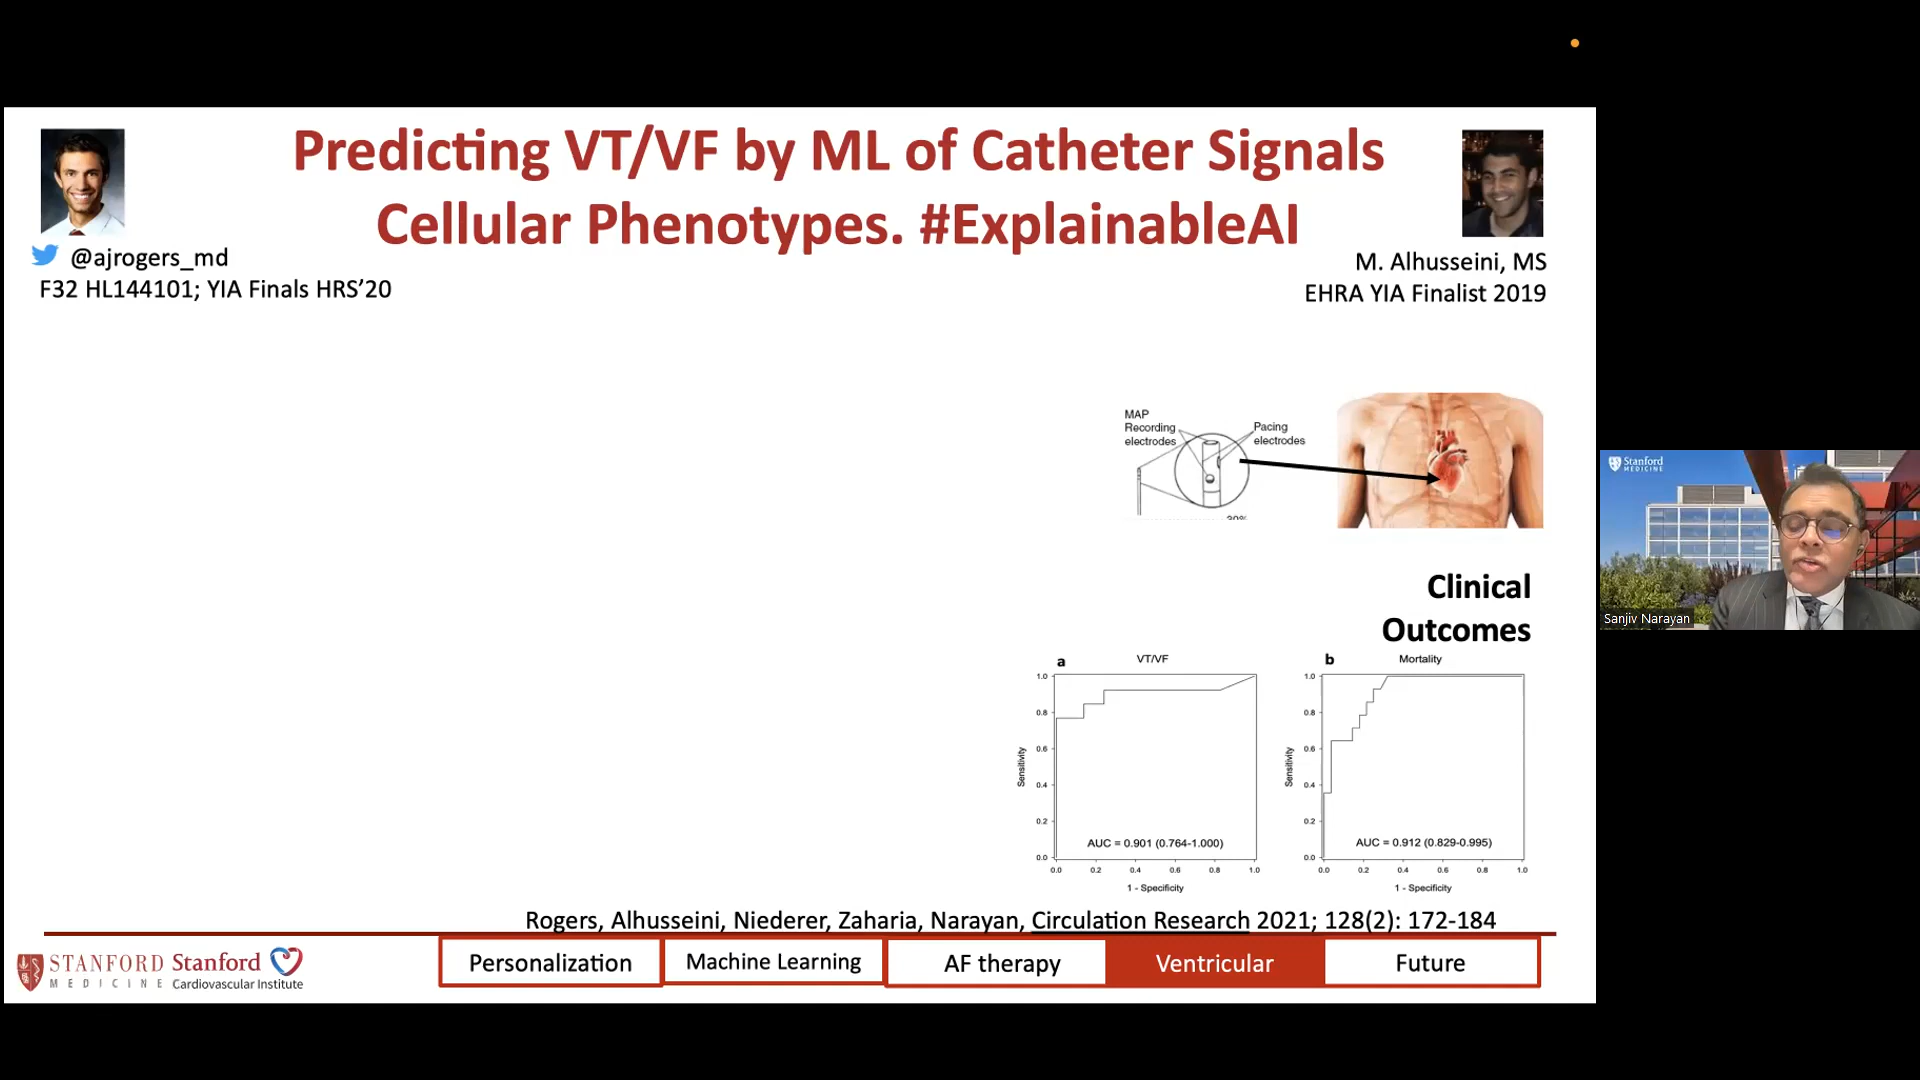 Predicting VT/VF by ML of Catheter Signals
Cellular Phenotypes. #ExplainableAI
@ajrogers_md
F32 HL144101; YIA Finals HRS'20
M. Alhusseini, MS
EHRA YIA Finalist 2019
MAP
Recording
electrodes
Pacing
electrodes
30%
Clinical
Outcomes
a
VT/VF
1.0
0.8
0.6
0.4
0.2
0.0
Sensitivity
AUC = 0.901 (0.764-1.000)
0.0 0.2 0.4 0.6 0.8 1.0
1 - Specificity
b
Mortality
1.0
0.8
0.6
0.4
0.2
0.0
Sensitivity
AUC = 0.912 (0.829-0.995)
0.0 0.2 0.4 0.6 0.8 1.0
1 - Specificity
Rogers, Alhusseini, Niederer, Zaharia, Narayan, Circulation Research 2021; 128(2): 172-184
STANFORD
MEDICINE
Stanford
Cardiovascular Institute
Personalization
Machine Learning
AF therapy
Ventricular
Future
Stanford
MEDICINE
Sanjiv Narayan